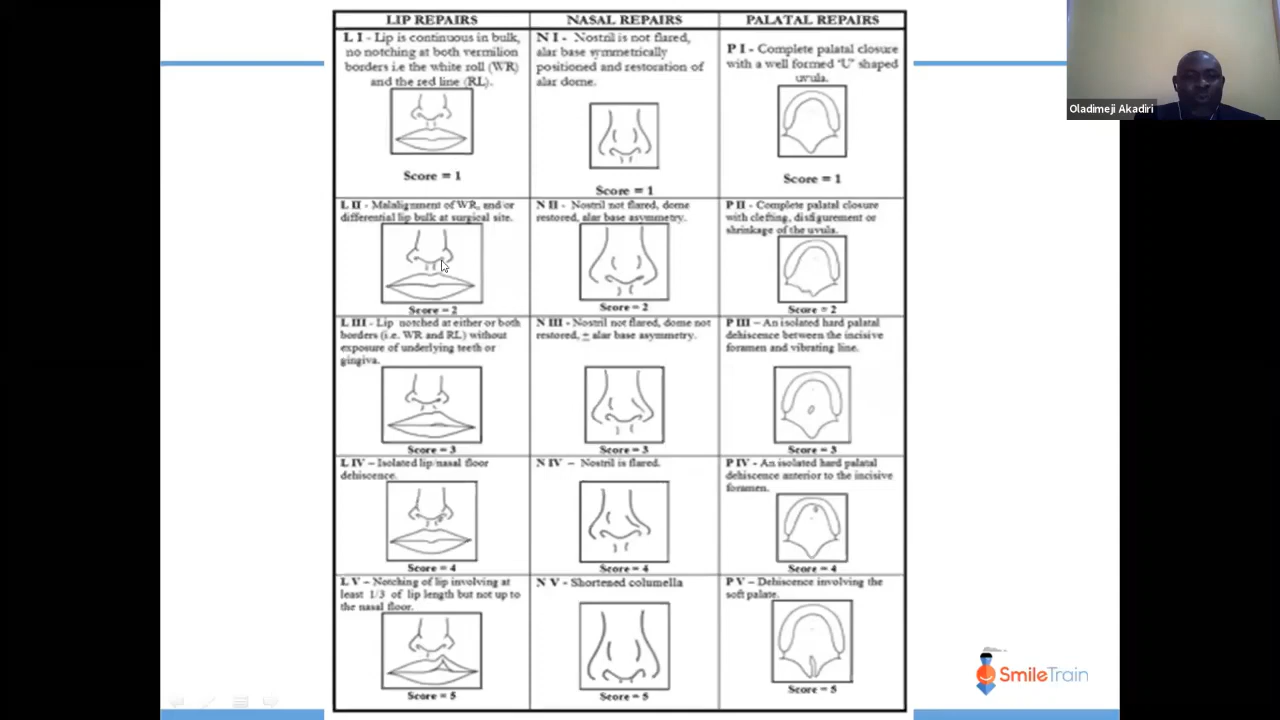 LIP REPAIRS
NASAL REPAIRS
PALATAL REPAIRS
L I - Lip is continuous in bulk,
no notching at both vermilion
borders i.e the white roll (WR)
and the red line (RL).
Score = 1
N I - Nostril is not flared,
alar base symmetrically
positioned and restoration of
alar dome.
Score = 1
P I - Complete palatal closure
with a well formed "U" shaped
uvula.
Score = 1
L II - Malalignment of WR, and/or
differential lip bulk at surgical site.
Score = 2
N II - Nostril not flared, dome
restored, alar base asymmetry.
Score = 2
P II - Complete palatal closure
with clefting, disfigurement or
shrinkage of the uvula.
Score = 2
L III - Lip notched at either or both
borders (i.e. WR and RL) without
exposure of underlying teeth or
gingiva.
Score = 3
N III - Nostril not flared, dome not
restored, ± alar base asymmetry.
Score = 3
P III – An isolated hard palatal
dehiscence between the incisive
foramen and vibrating line.
Score = 3
L IV – Isolated lip/nasal floor
dehiscence.
Score = 4
N IV – Nostril is flared.
Score = 4
P IV - An isolated hard palatal
dehiscence anterior to the incisive
foramen.
Score = 4
L V – Notching of lip involving at
least 1/3 of lip length but not up to
the nasal floor.
Score = 5
N V - Shortened columella
Score = 5
P V – Dehiscence involving the
soft palate.
Score = 5
Oladimeji Akadiri
SmileTrain